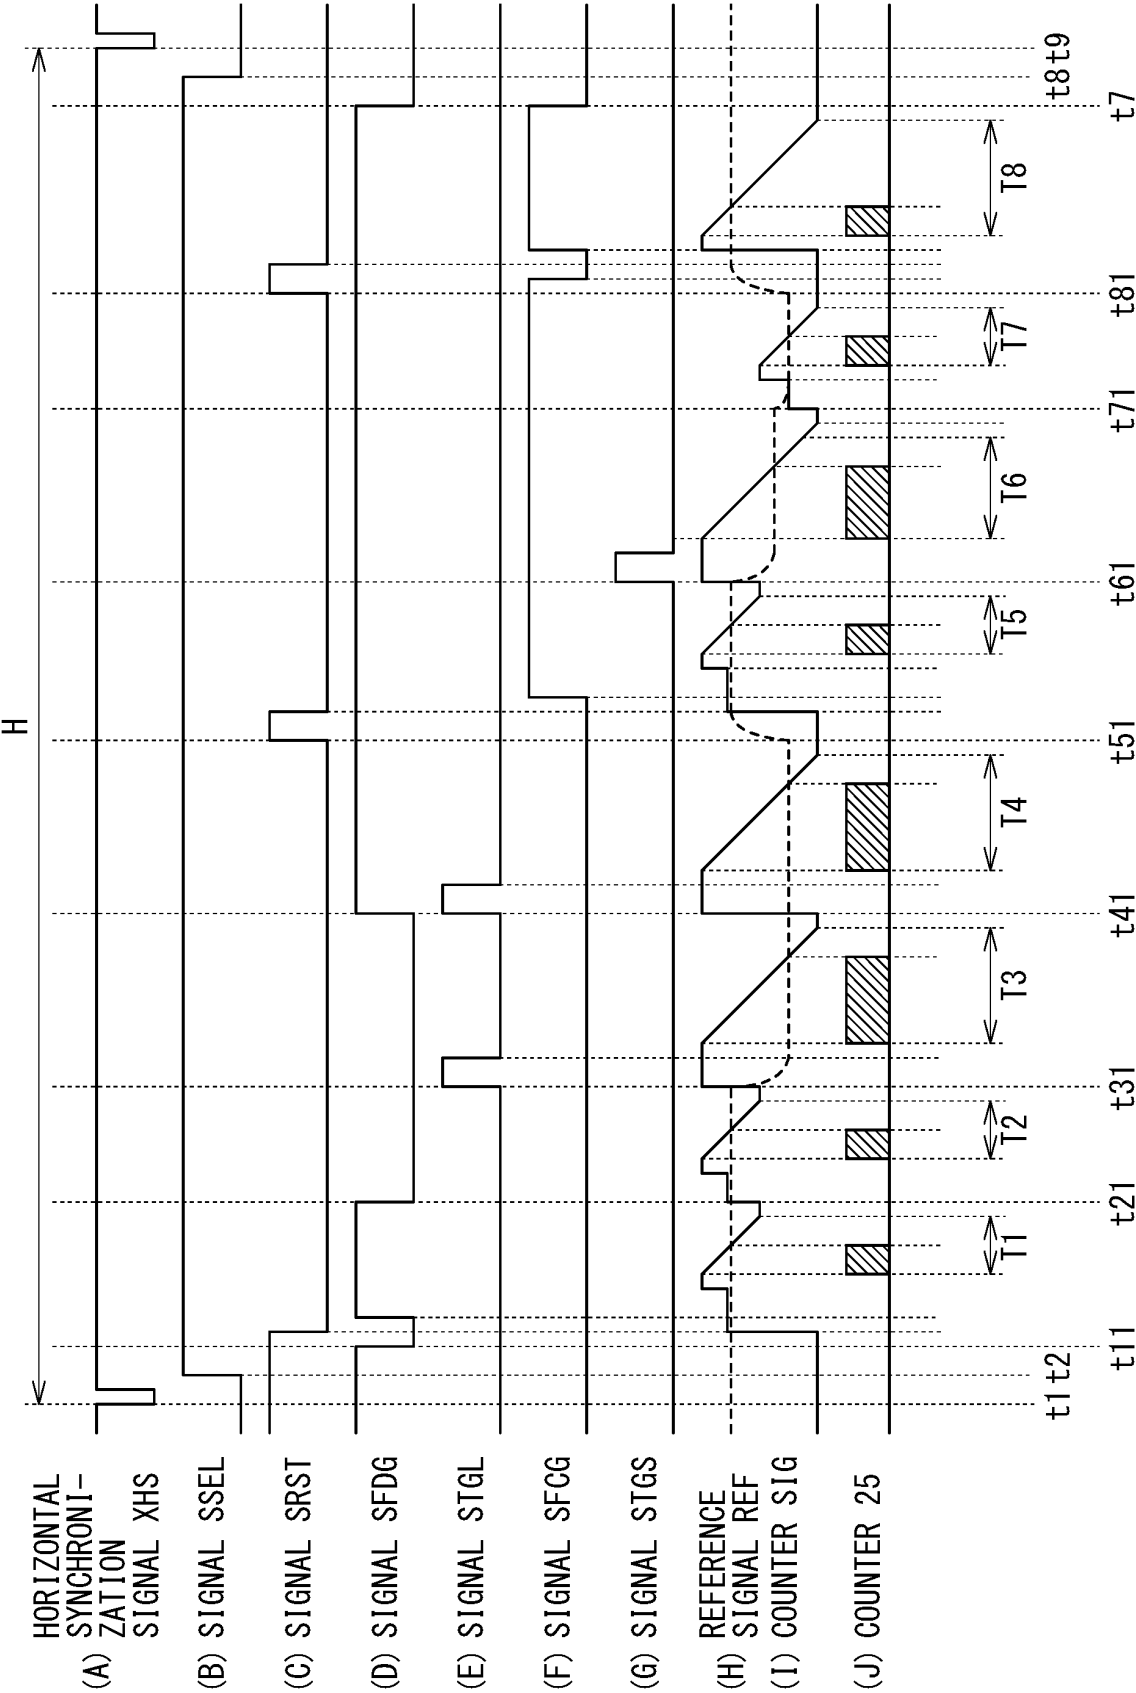 H
HORIZONTAL
SYNCHRONI-
(A) ZATION
SIGNAL XHS
(B) SIGNAL SSEL
(C) SIGNAL SRST
(D) SIGNAL SFDG
(E) SIGNAL STGL
(F) SIGNAL SFCG
(G) SIGNAL STGS
REFERENCE
(H) SIGNAL REF
(I) COUNTER SIG
(J) COUNTER 25
T1 T2 T3 T4 T5 T6 T7 T8
t1 t2 t8 t9
t11 t21 t31 t41 t51 t61 t71 t81 t7